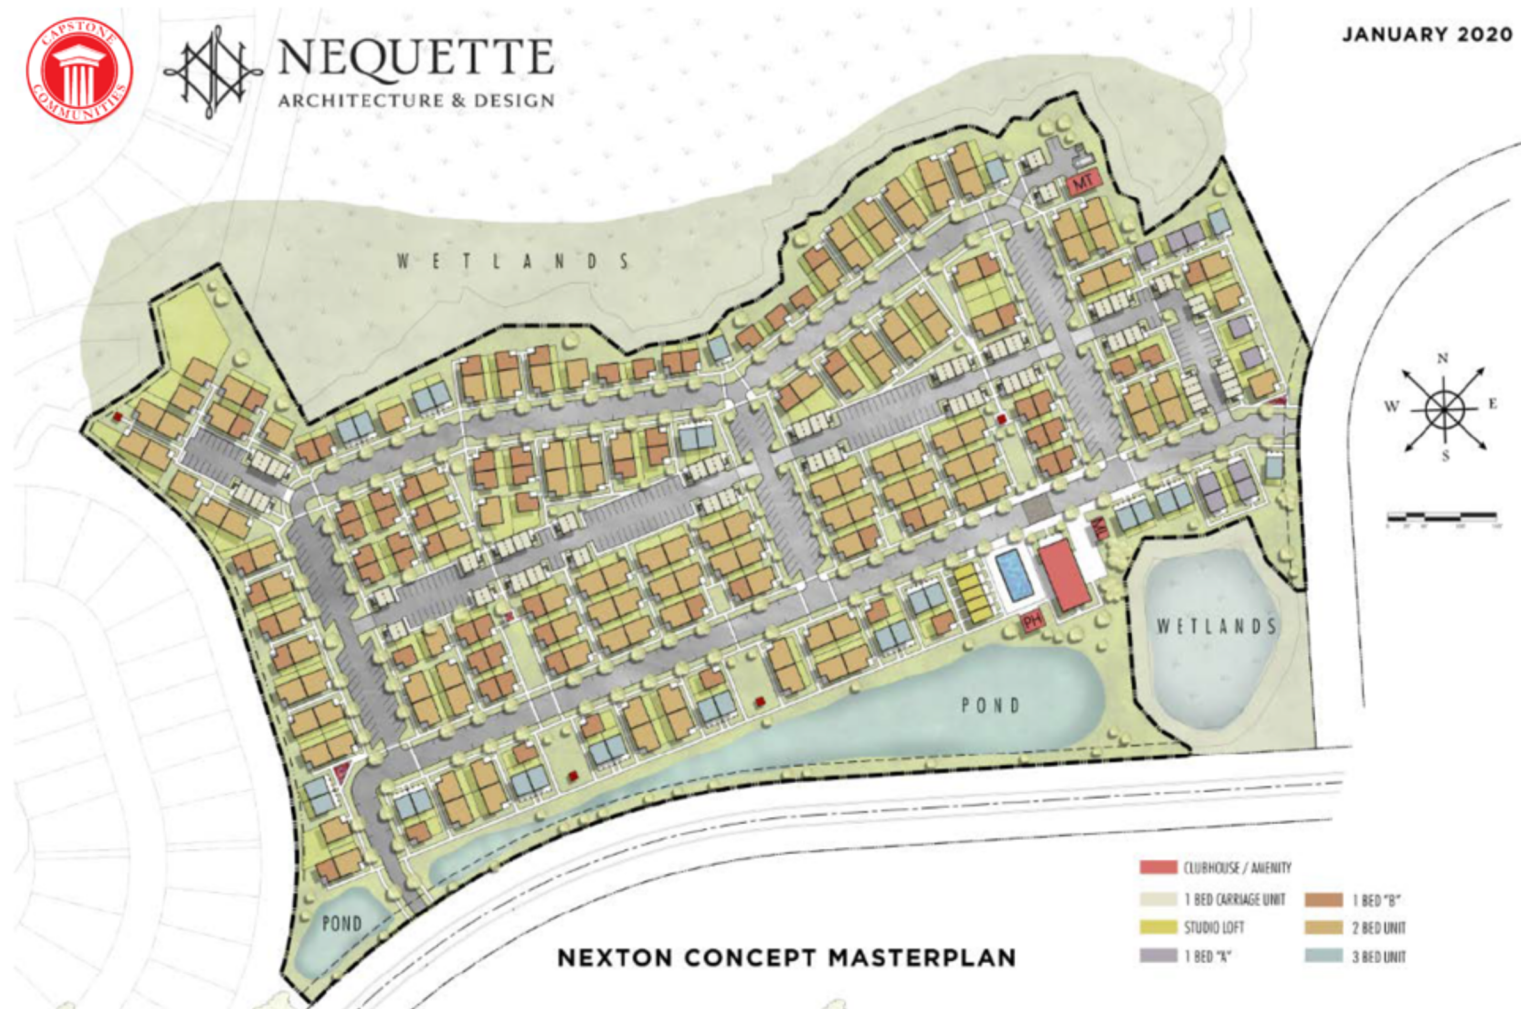 CAPSTONE
COMMUNITIES
NEQUETTE
ARCHITECTURE & DESIGN
JANUARY 2020
WETLANDS
MT
N
W E
S
WETLANDS
PH
POND
POND
CLUBHOUSE / AMENITY
1 BED CARRIAGE UNIT
STUDIO LOFT
1 BED "A"
1 BED "B"
2 BED UNIT
3 BED UNIT
NEXTON CONCEPT MASTERPLAN